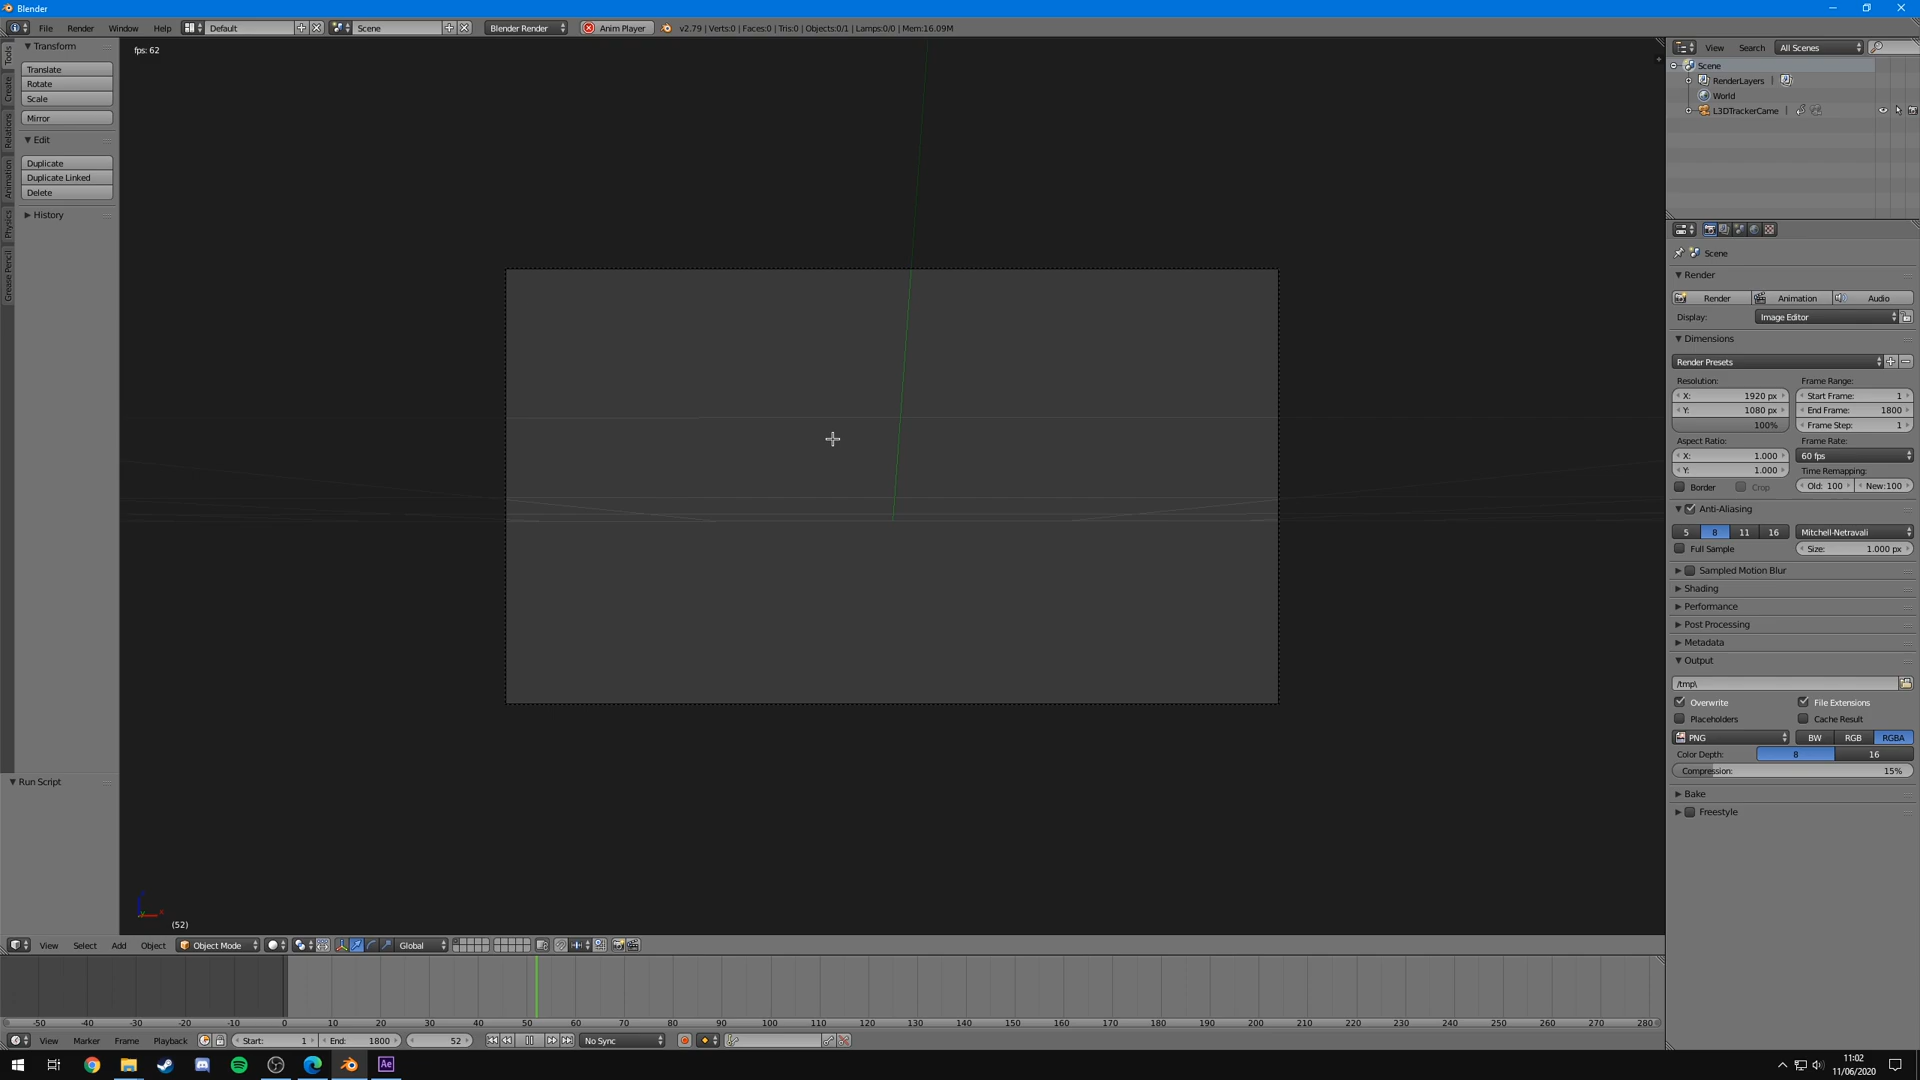 Blender
File Render Window Help Default Scene Blender Render Anim Player v2.79 | Verts:0 | Faces:0 | Tris:0 | Objects:0/1 | Lamps:0/0 | Mem:16.09M
fps: 62
Tools
Create
Relations
Animation
Physics
Grease Pencil
Transform
Translate
Rotate
Scale
Mirror
Edit
Duplicate
Duplicate Linked
Delete
History
Run Script
(52)
View Search All Scenes
Scene
RenderLayers |
World
L3DTrackerCame |
Scene
Render
Render Animation Audio
Display: Image Editor
Dimensions
Render Presets
Resolution: Frame Range:
X: 1920 px Start Frame: 1
Y: 1080 px End Frame: 1800
100% Frame Step: 1
Aspect Ratio: Frame Rate:
X: 1.000 60 fps
Y: 1.000 Time Remapping:
Border Crop Old: 100 New:100
Anti-Aliasing
5 8 11 16 Mitchell-Netravali
Full Sample Size: 1.000 px
Sampled Motion Blur
Shading
Performance
Post Processing
Metadata
Output
/tmp\
Overwrite File Extensions
Placeholders Cache Result
PNG BW RGB RGBA
Color Depth: 8 16
Compression: 15%
Bake
Freestyle
View Select Add Object Object Mode Global
-50 -40 -30 -20 -10 0 10 20 30 40 50 60 70 80 90 100 110 120 130 140 150 160 170 180 190 200 210 220 230 240 250 260 270 280
View Marker Frame Playback Start: 1 End: 1800 52 No Sync
Ae
11:02
11/06/2020